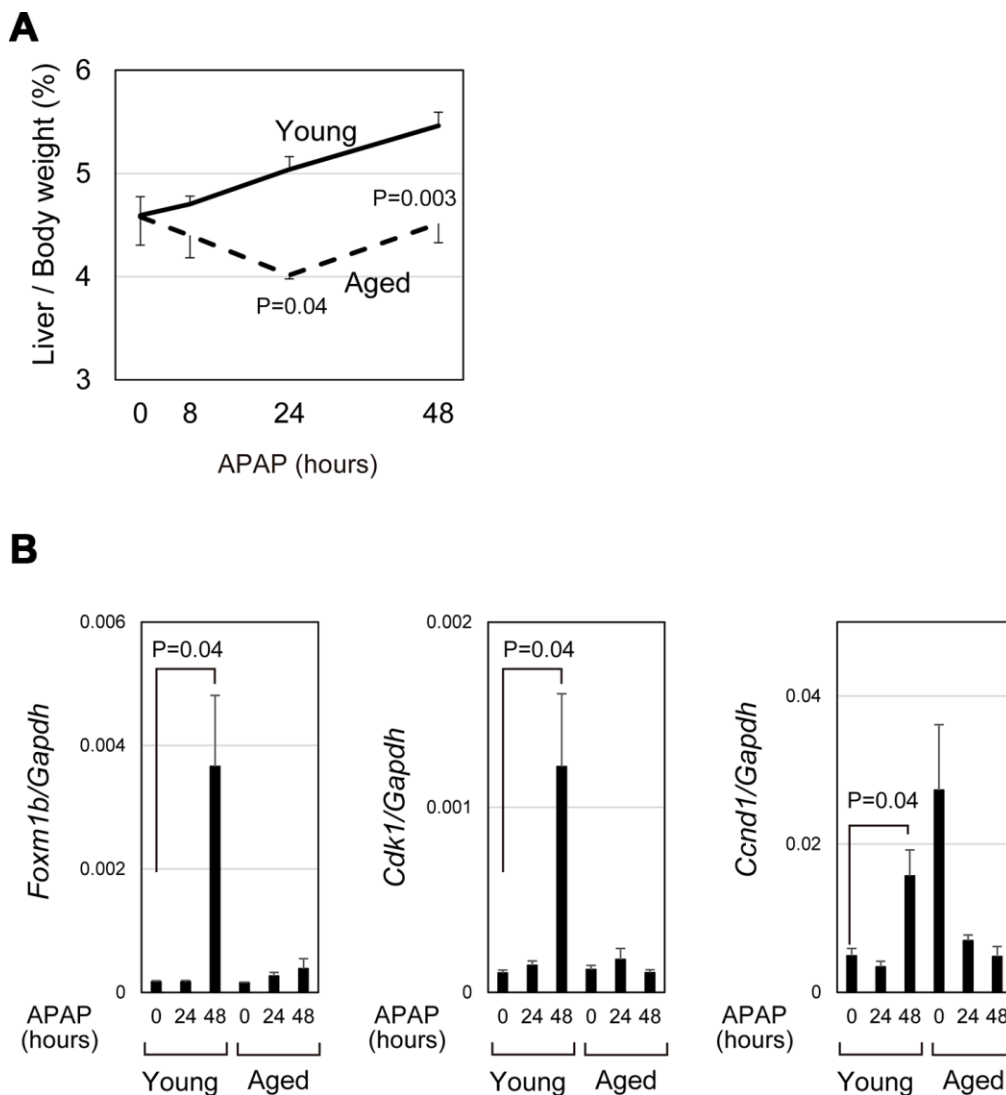 A
6
5
4
3
Liver / Body weight (%)
Young
P=0.003
Aged
P=0.04
0 8 24 48
APAP (hours)
B
0.006
0.004
0.002
0
Foxm1b/Gapdh
P=0.04
APAP (hours)
0 24 48 0 24 48
Young Aged
0.002
0.001
0
Cdk1/Gapdh
P=0.04
APAP (hours)
0 24 48 0 24 48
Young Aged
0.04
0.02
0
Ccnd1/Gapdh
P=0.04
APAP (hours)
0 24 48 0 24 48
Young Aged